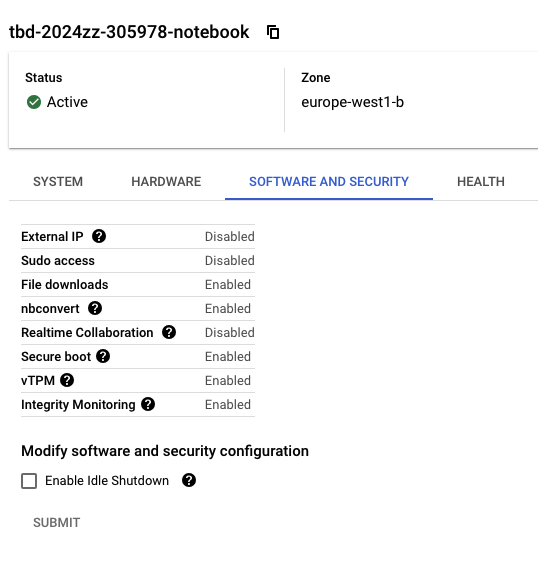 tbd-2024zz-305978-notebook
Status
Zone
Active
europe-west1-b
SYSTEM HARDWARE SOFTWARE AND SECURITY HEALTH
External IP ? Disabled
Sudo access Disabled
File downloads Enabled
nbconvert ? Enabled
Realtime Collaboration ? Disabled
Secure boot ? Enabled
vTPM ? Enabled
Integrity Monitoring ? Enabled
Modify software and security configuration
Enable Idle Shutdown ?
SUBMIT